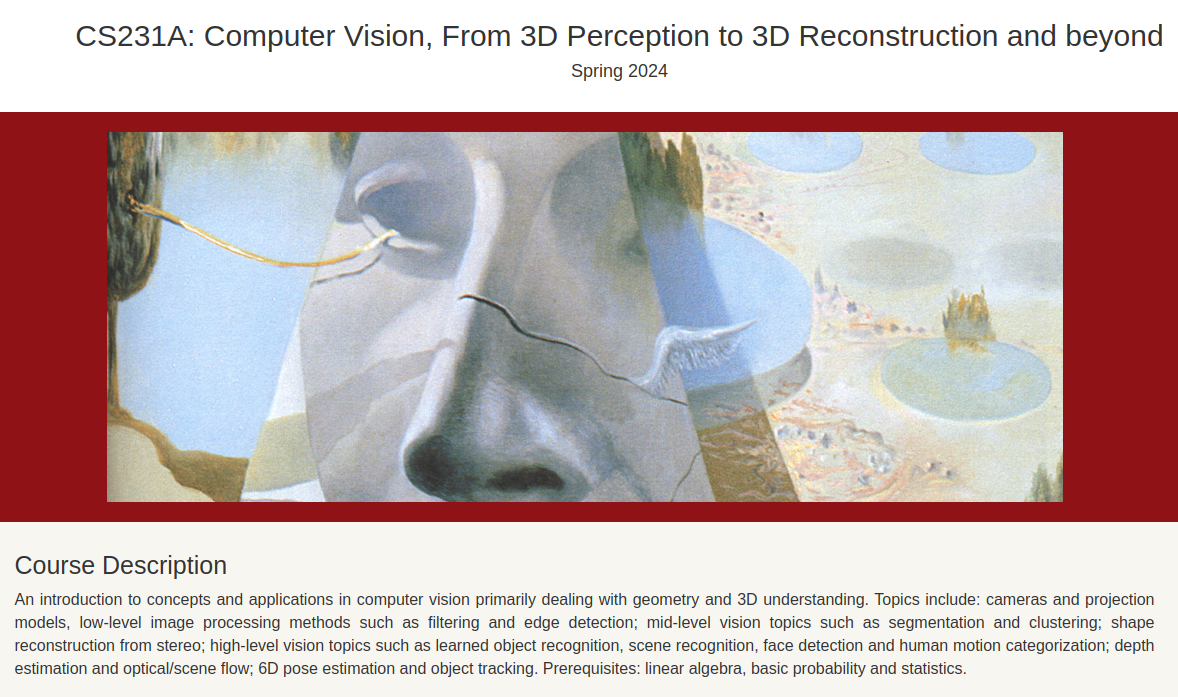 CS231A: Computer Vision, From 3D Perception to 3D Reconstruction and beyond
Spring 2024
Course Description
An introduction to concepts and applications in computer vision primarily dealing with geometry and 3D understanding. Topics include: cameras and projection
models, low-level image processing methods such as filtering and edge detection; mid-level vision topics such as segmentation and clustering; shape
reconstruction from stereo; high-level vision topics such as learned object recognition, scene recognition, face detection and human motion categorization; depth
estimation and optical/scene flow; 6D pose estimation and object tracking. Prerequisites: linear algebra, basic probability and statistics.